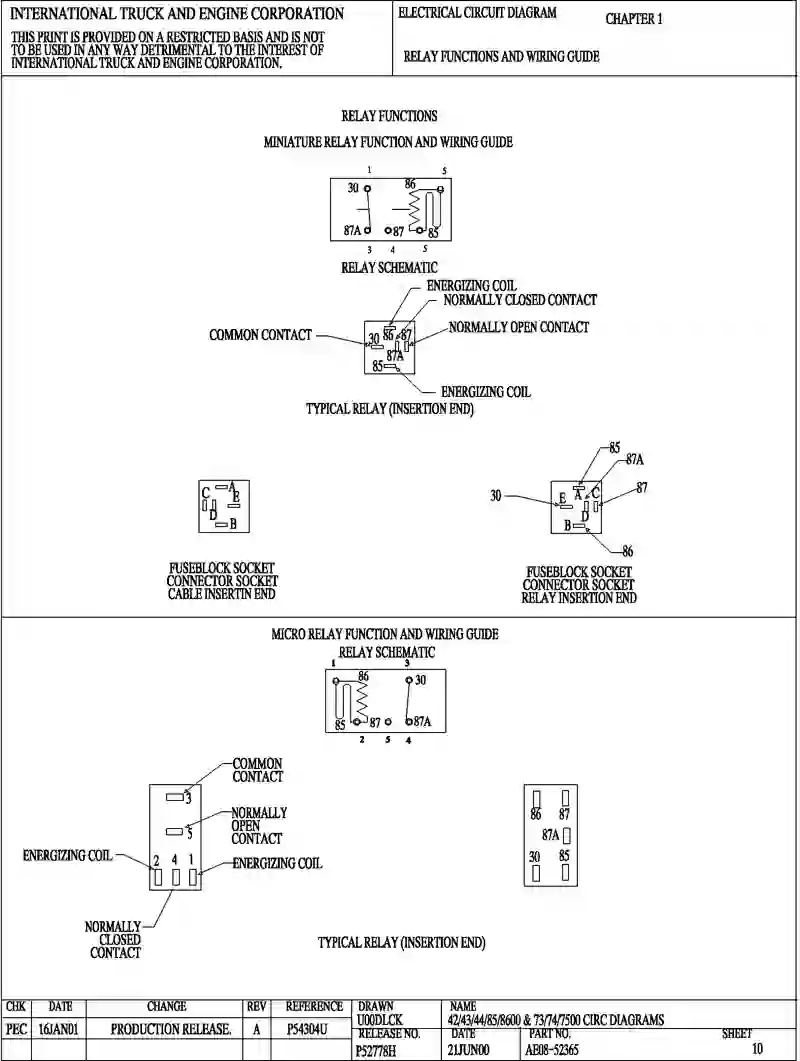 INTERNATIONAL TRUCK AND ENGINE CORPORATION
THIS PRINT IS PROVIDED ON A RESTRICTED BASIS AND IS NOT
TO BE USED IN ANY WAY DETRIMENTAL TO THE INTEREST OF
INTERNATIONAL TRUCK AND ENGINE CORPORATION.
ELECTRICAL CIRCUIT DIAGRAM
CHAPTER 1
RELAY FUNCTIONS AND WIRING GUIDE
RELAY FUNCTIONS
MINIATURE RELAY FUNCTION AND WIRING GUIDE
1 5
30 86
87A 87 85
3 4 5
RELAY SCHEMATIC
ENERGIZING COIL
NORMALLY CLOSED CONTACT
NORMALLY OPEN CONTACT
COMMON CONTACT
30 86 87
87A
85
ENERGIZING COIL
TYPICAL RELAY (INSERTION END)
C A
E
D
B
FUSEBLOCK SOCKET
CONNECTOR SOCKET
CABLE INSERTIN END
85
87A
30
87
E A C
D
B
86
FUSEBLOCK SOCKET
CONNECTOR SOCKET
RELAY INSERTION END
MICRO RELAY FUNCTION AND WIRING GUIDE
RELAY SCHEMATIC
1 3
86 30
85 87 87A
2 5 4
COMMON
CONTACT
3
NORMALLY
OPEN
CONTACT
5
ENERGIZING COIL
2 4 1
ENERGIZING COIL
NORMALLY
CLOSED
CONTACT
86 87
87A
30 85
TYPICAL RELAY (INSERTION END)
CHK DATE CHANGE REV REFERENCE
PEC 16JAN01 PRODUCTION RELEASE. A P54304U
DRAWN
U00DLCK
NAME
42/43/44/85/8600 & 73/74/7500 CIRC DIAGRAMS
RELEASE NO. DATE PART NO. SHEET
P52778H 21JUN00 AE08-52365 10